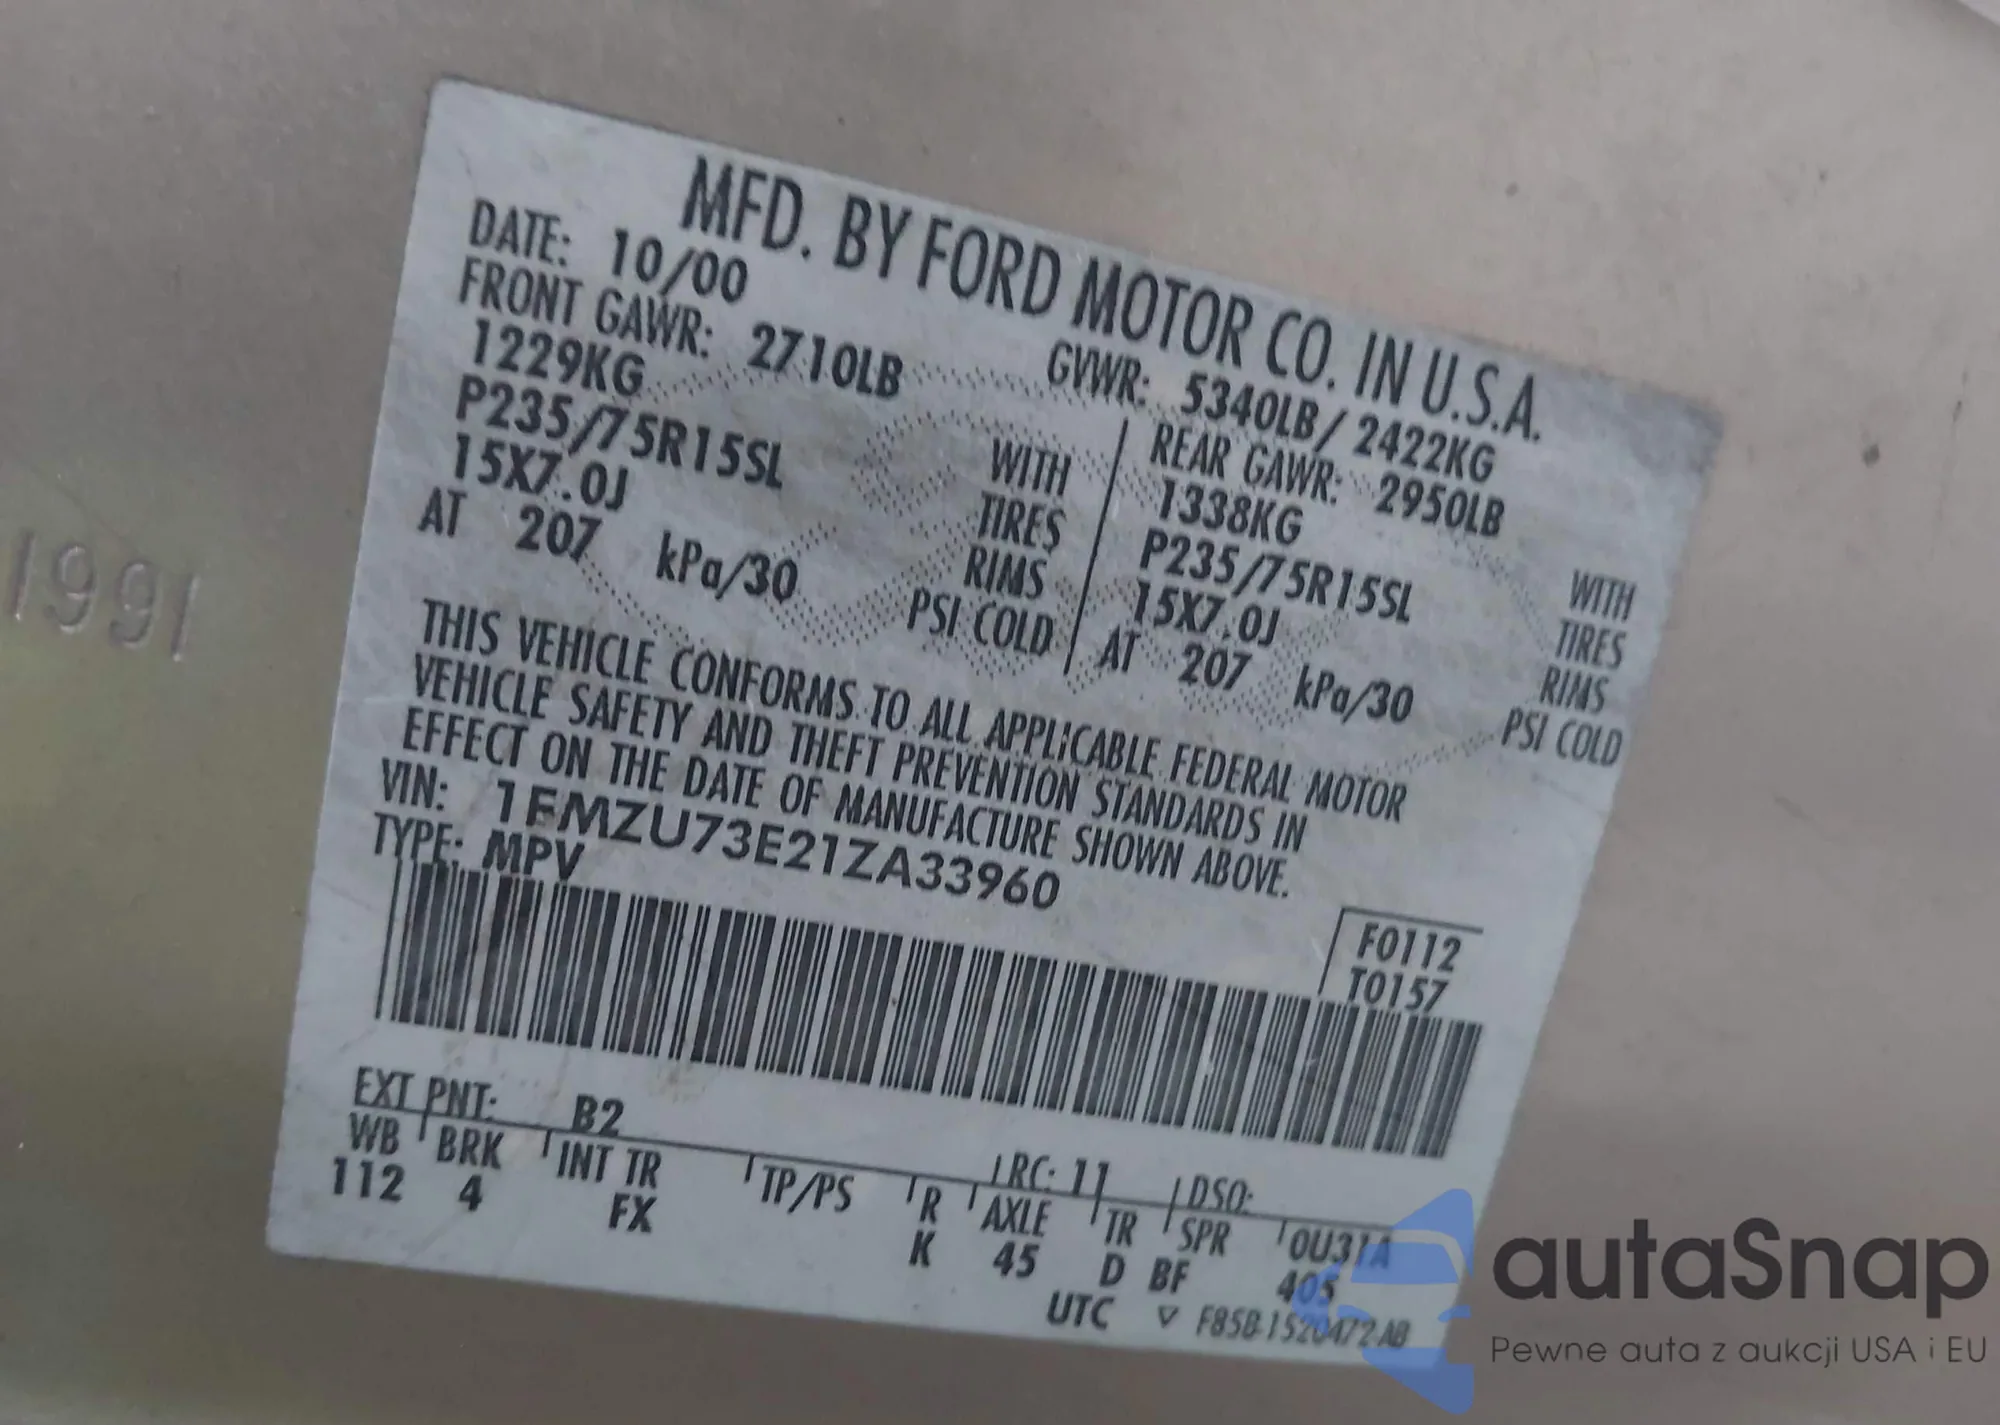 MFD. BY FORD MOTOR CO. IN U.S.A.
DATE: 10/00 GVWR: 5340LB/ 2422KG
FRONT GAWR: 2710LB REAR GAWR: 2950LB
1229KG WITH 1338KG WITH
P235/75R15SL TIRES P235/75R15SL TIRES
15X7.0J RIMS 15X7.0J RIMS
AT 207 kPa/30 PSI COLD AT 207 kPa/30 PSI COLD
THIS VEHICLE CONFORMS TO ALL APPLICABLE FEDERAL MOTOR
VEHICLE SAFETY AND THEFT PREVENTION STANDARDS IN
EFFECT ON THE DATE OF MANUFACTURE SHOWN ABOVE.
VIN: 1FMZU73E21ZA33960
TYPE: MPV
F0112
T0157
EXT PNT: B2 RC: 11 DSO:
WB BRK INT TR TP/PS R AXLE TR SPR 0U31A
112 4 FX K 45 D BF 405
UTC ▽ F85B-1520472-AB
1991
autaSnap
Pewne auta z aukcji USA i EU